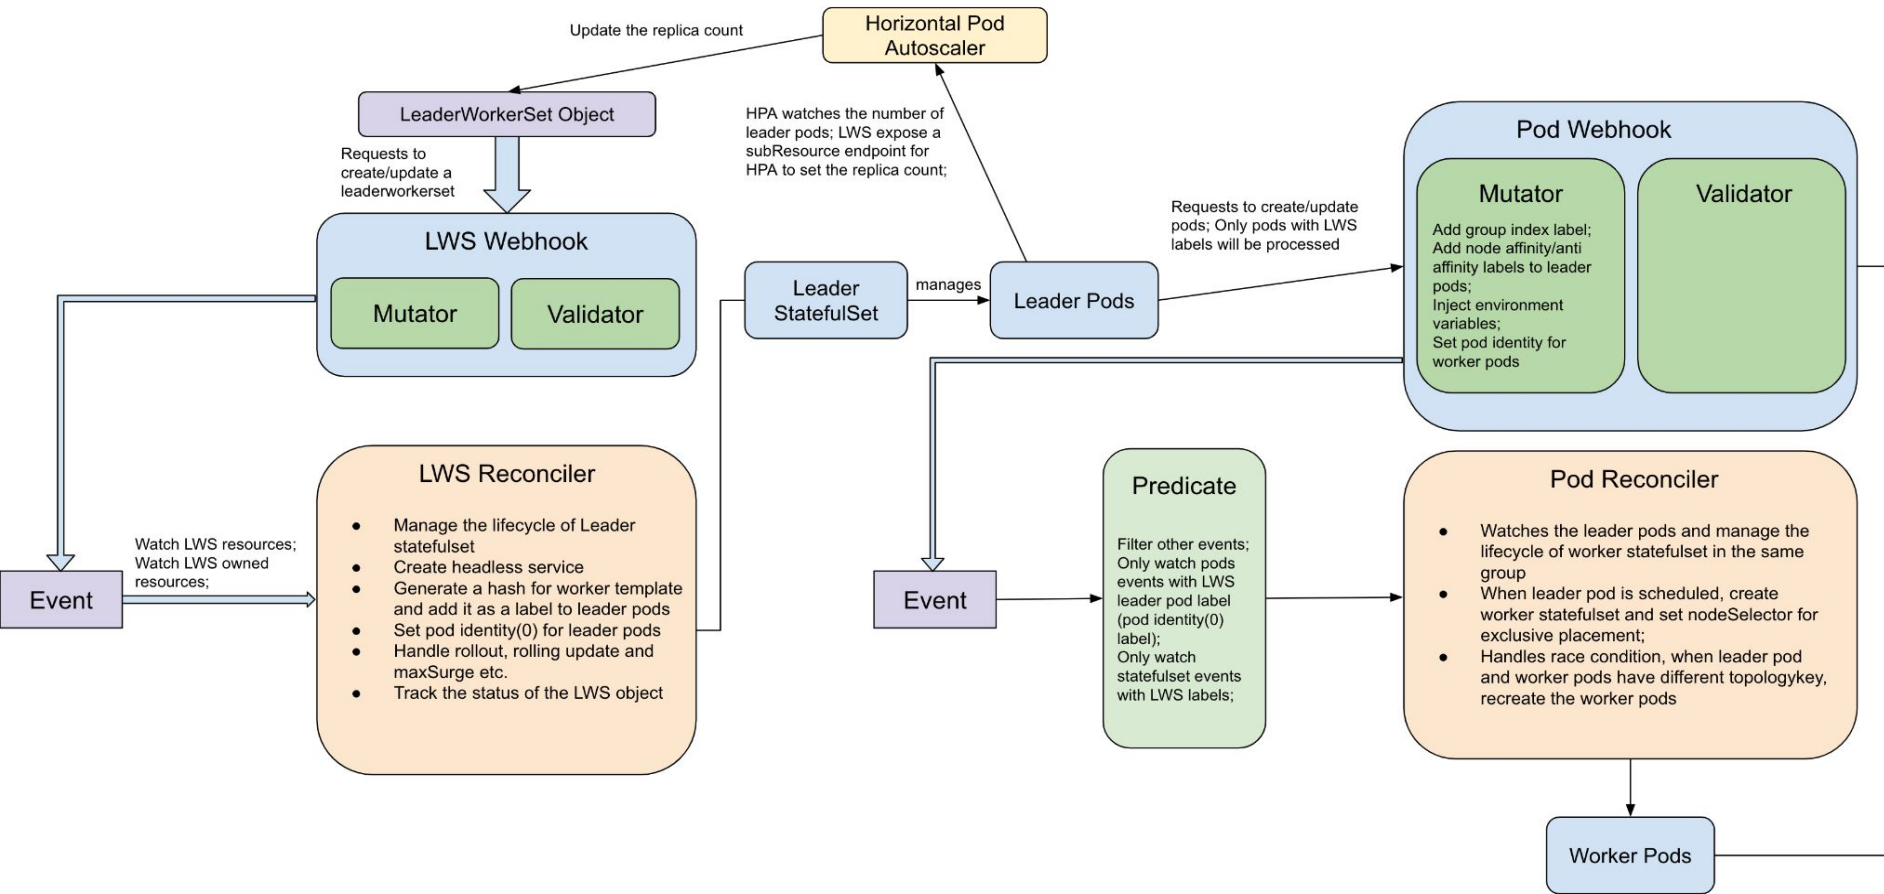 Update the replica count
Horizontal Pod
Autoscaler
LeaderWorkerSet Object
Requests to
create/update a
leaderworkerset
HPA watches the number of
leader pods; LWS expose a
subResource endpoint for
HPA to set the replica count;
LWS Webhook
Mutator
Validator
Leader
StatefulSet
manages
Leader Pods
Requests to create/update
pods; Only pods with LWS
labels will be processed
Pod Webhook
Mutator
Add group index label;
Add node affinity/anti
affinity labels to leader
pods;
Inject environment
variables;
Set pod identity for
worker pods
Validator
Event
Watch LWS resources;
Watch LWS owned
resources;
LWS Reconciler
● Manage the lifecycle of Leader
statefulset
● Create headless service
● Generate a hash for worker template
and add it as a label to leader pods
● Set pod identity(0) for leader pods
● Handle rollout, rolling update and
maxSurge etc.
● Track the status of the LWS object
Event
Predicate
Filter other events;
Only watch pods
events with LWS
leader pod label
(pod identity(0)
label);
Only watch
statefulset events
with LWS labels;
Pod Reconciler
● Watches the leader pods and manage the
lifecycle of worker statefulset in the same
group
● When leader pod is scheduled, create
worker statefulset and set nodeSelector for
exclusive placement;
● Handles race condition, when leader pod
and worker pods have different topologykey,
recreate the worker pods
Worker Pods